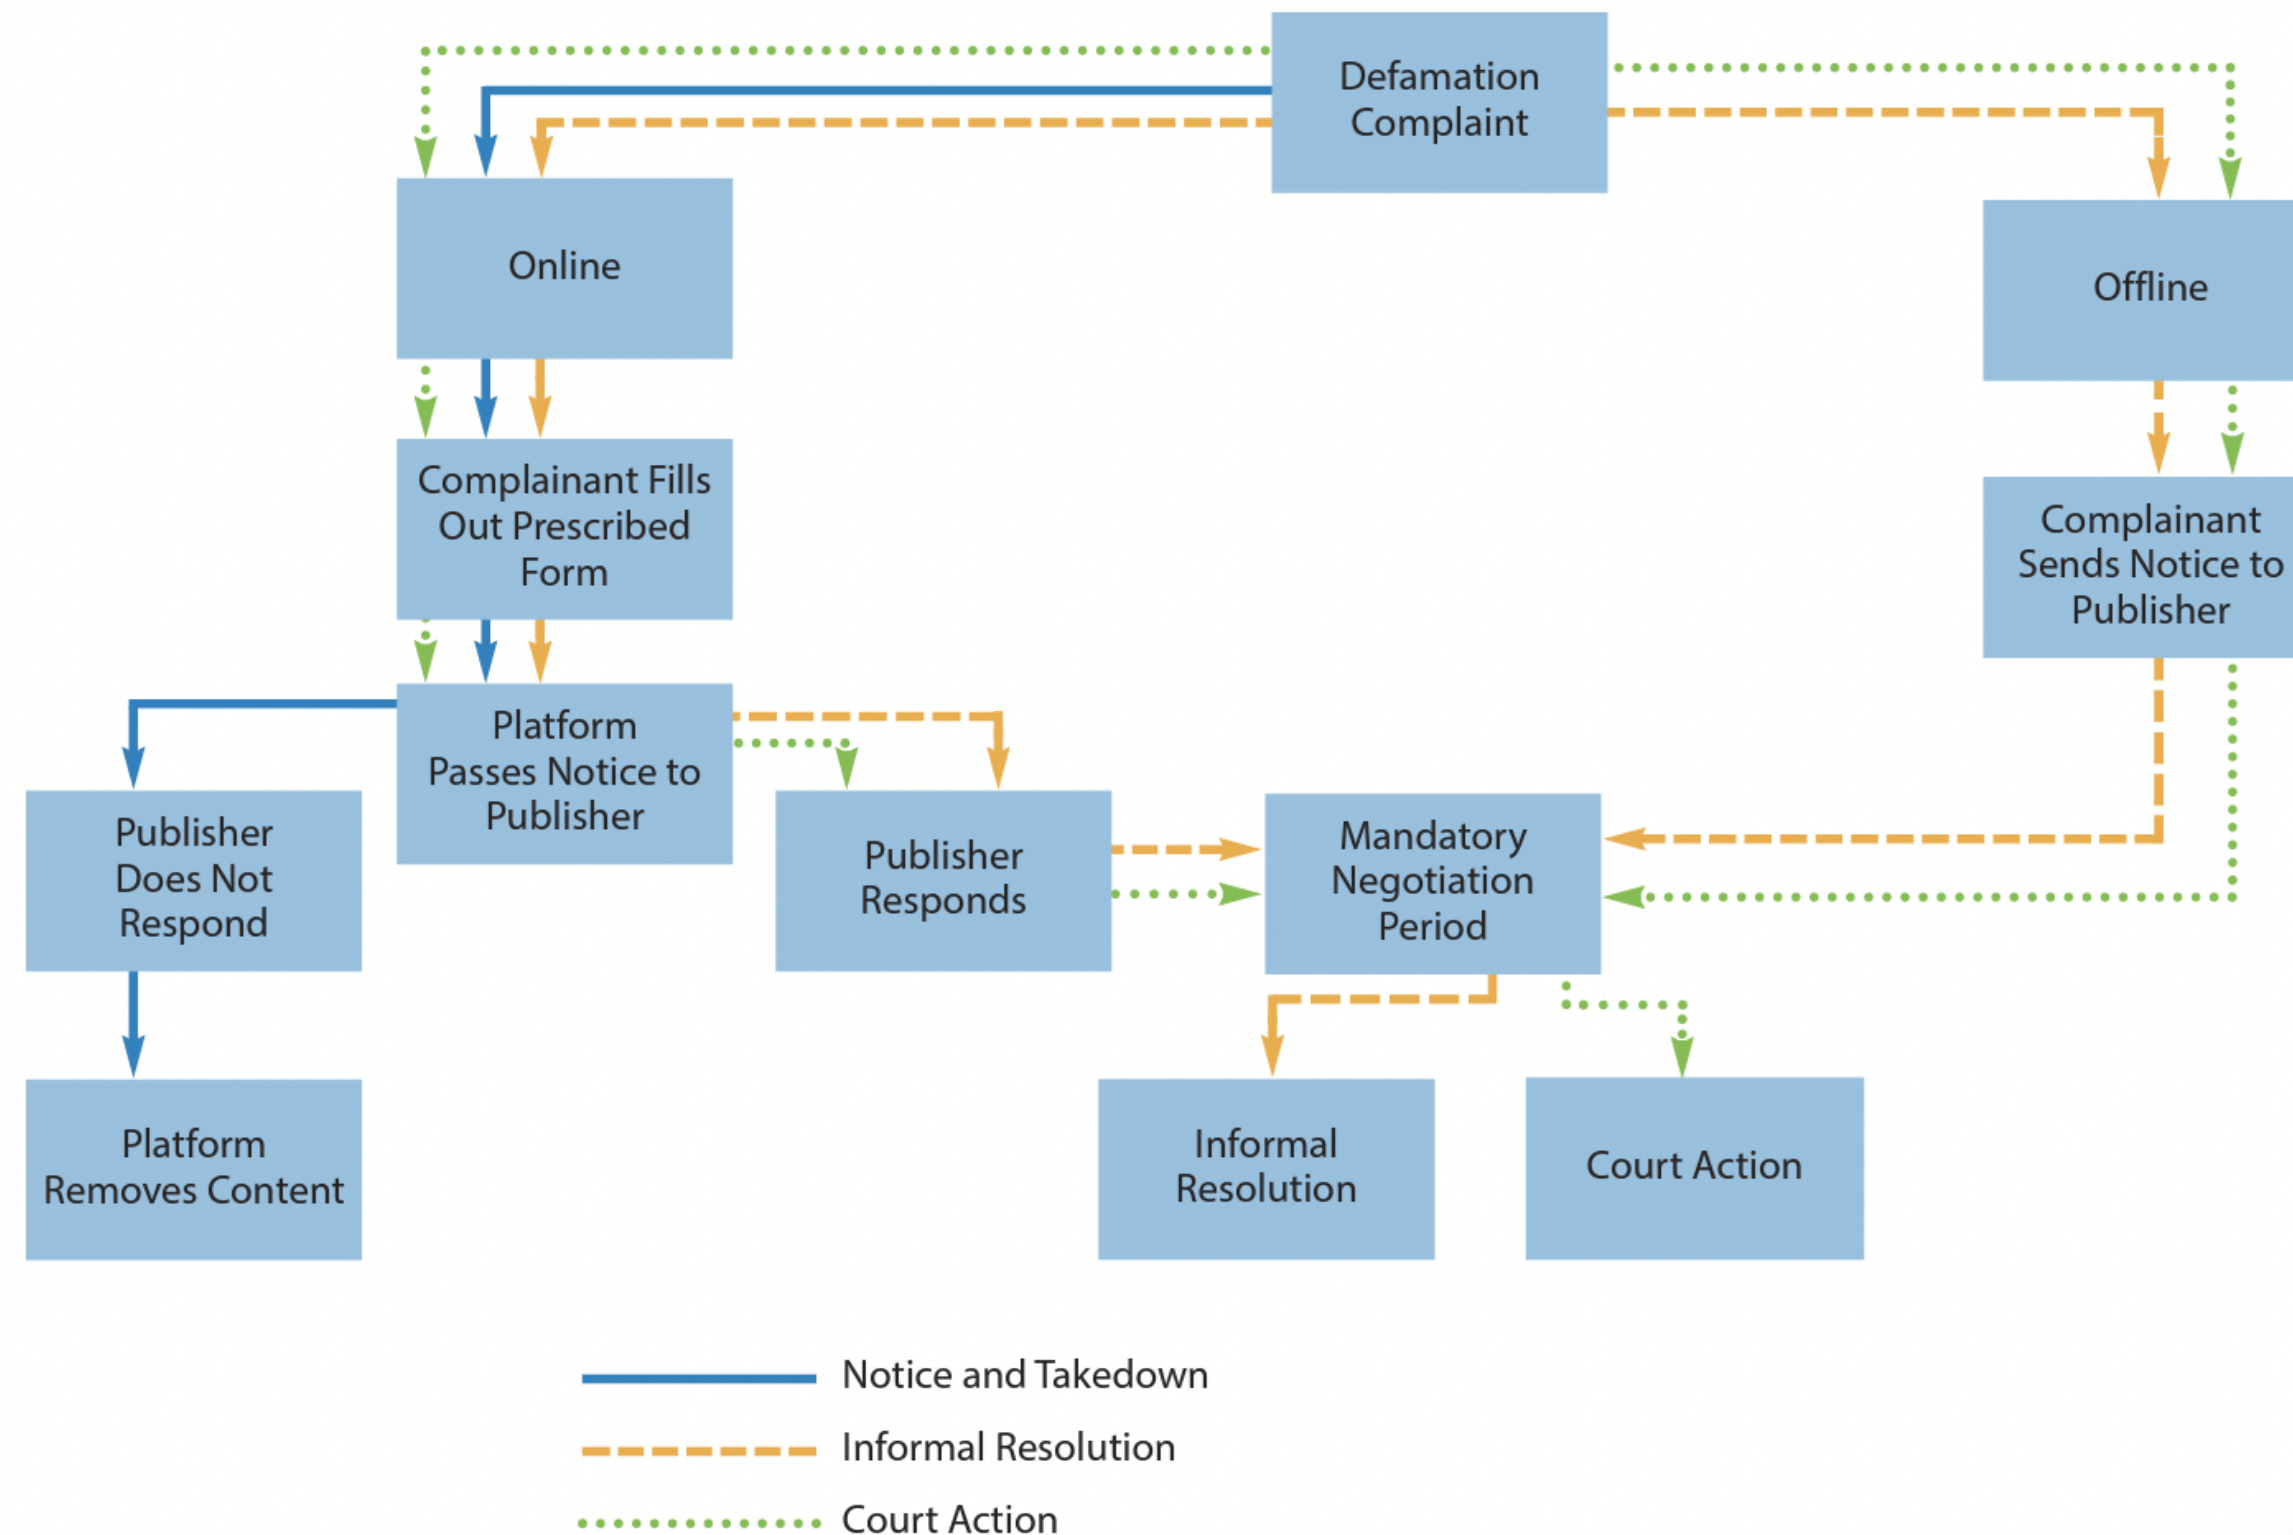 Defamation
Complaint
Online
Offline
Complainant Fills
Out Prescribed
Form
Complainant
Sends Notice to
Publisher
Platform
Passes Notice to
Publisher
Publisher
Does Not
Respond
Publisher
Responds
Mandatory
Negotiation
Period
Platform
Removes Content
Informal
Resolution
Court Action
Notice and Takedown
Informal Resolution
Court Action